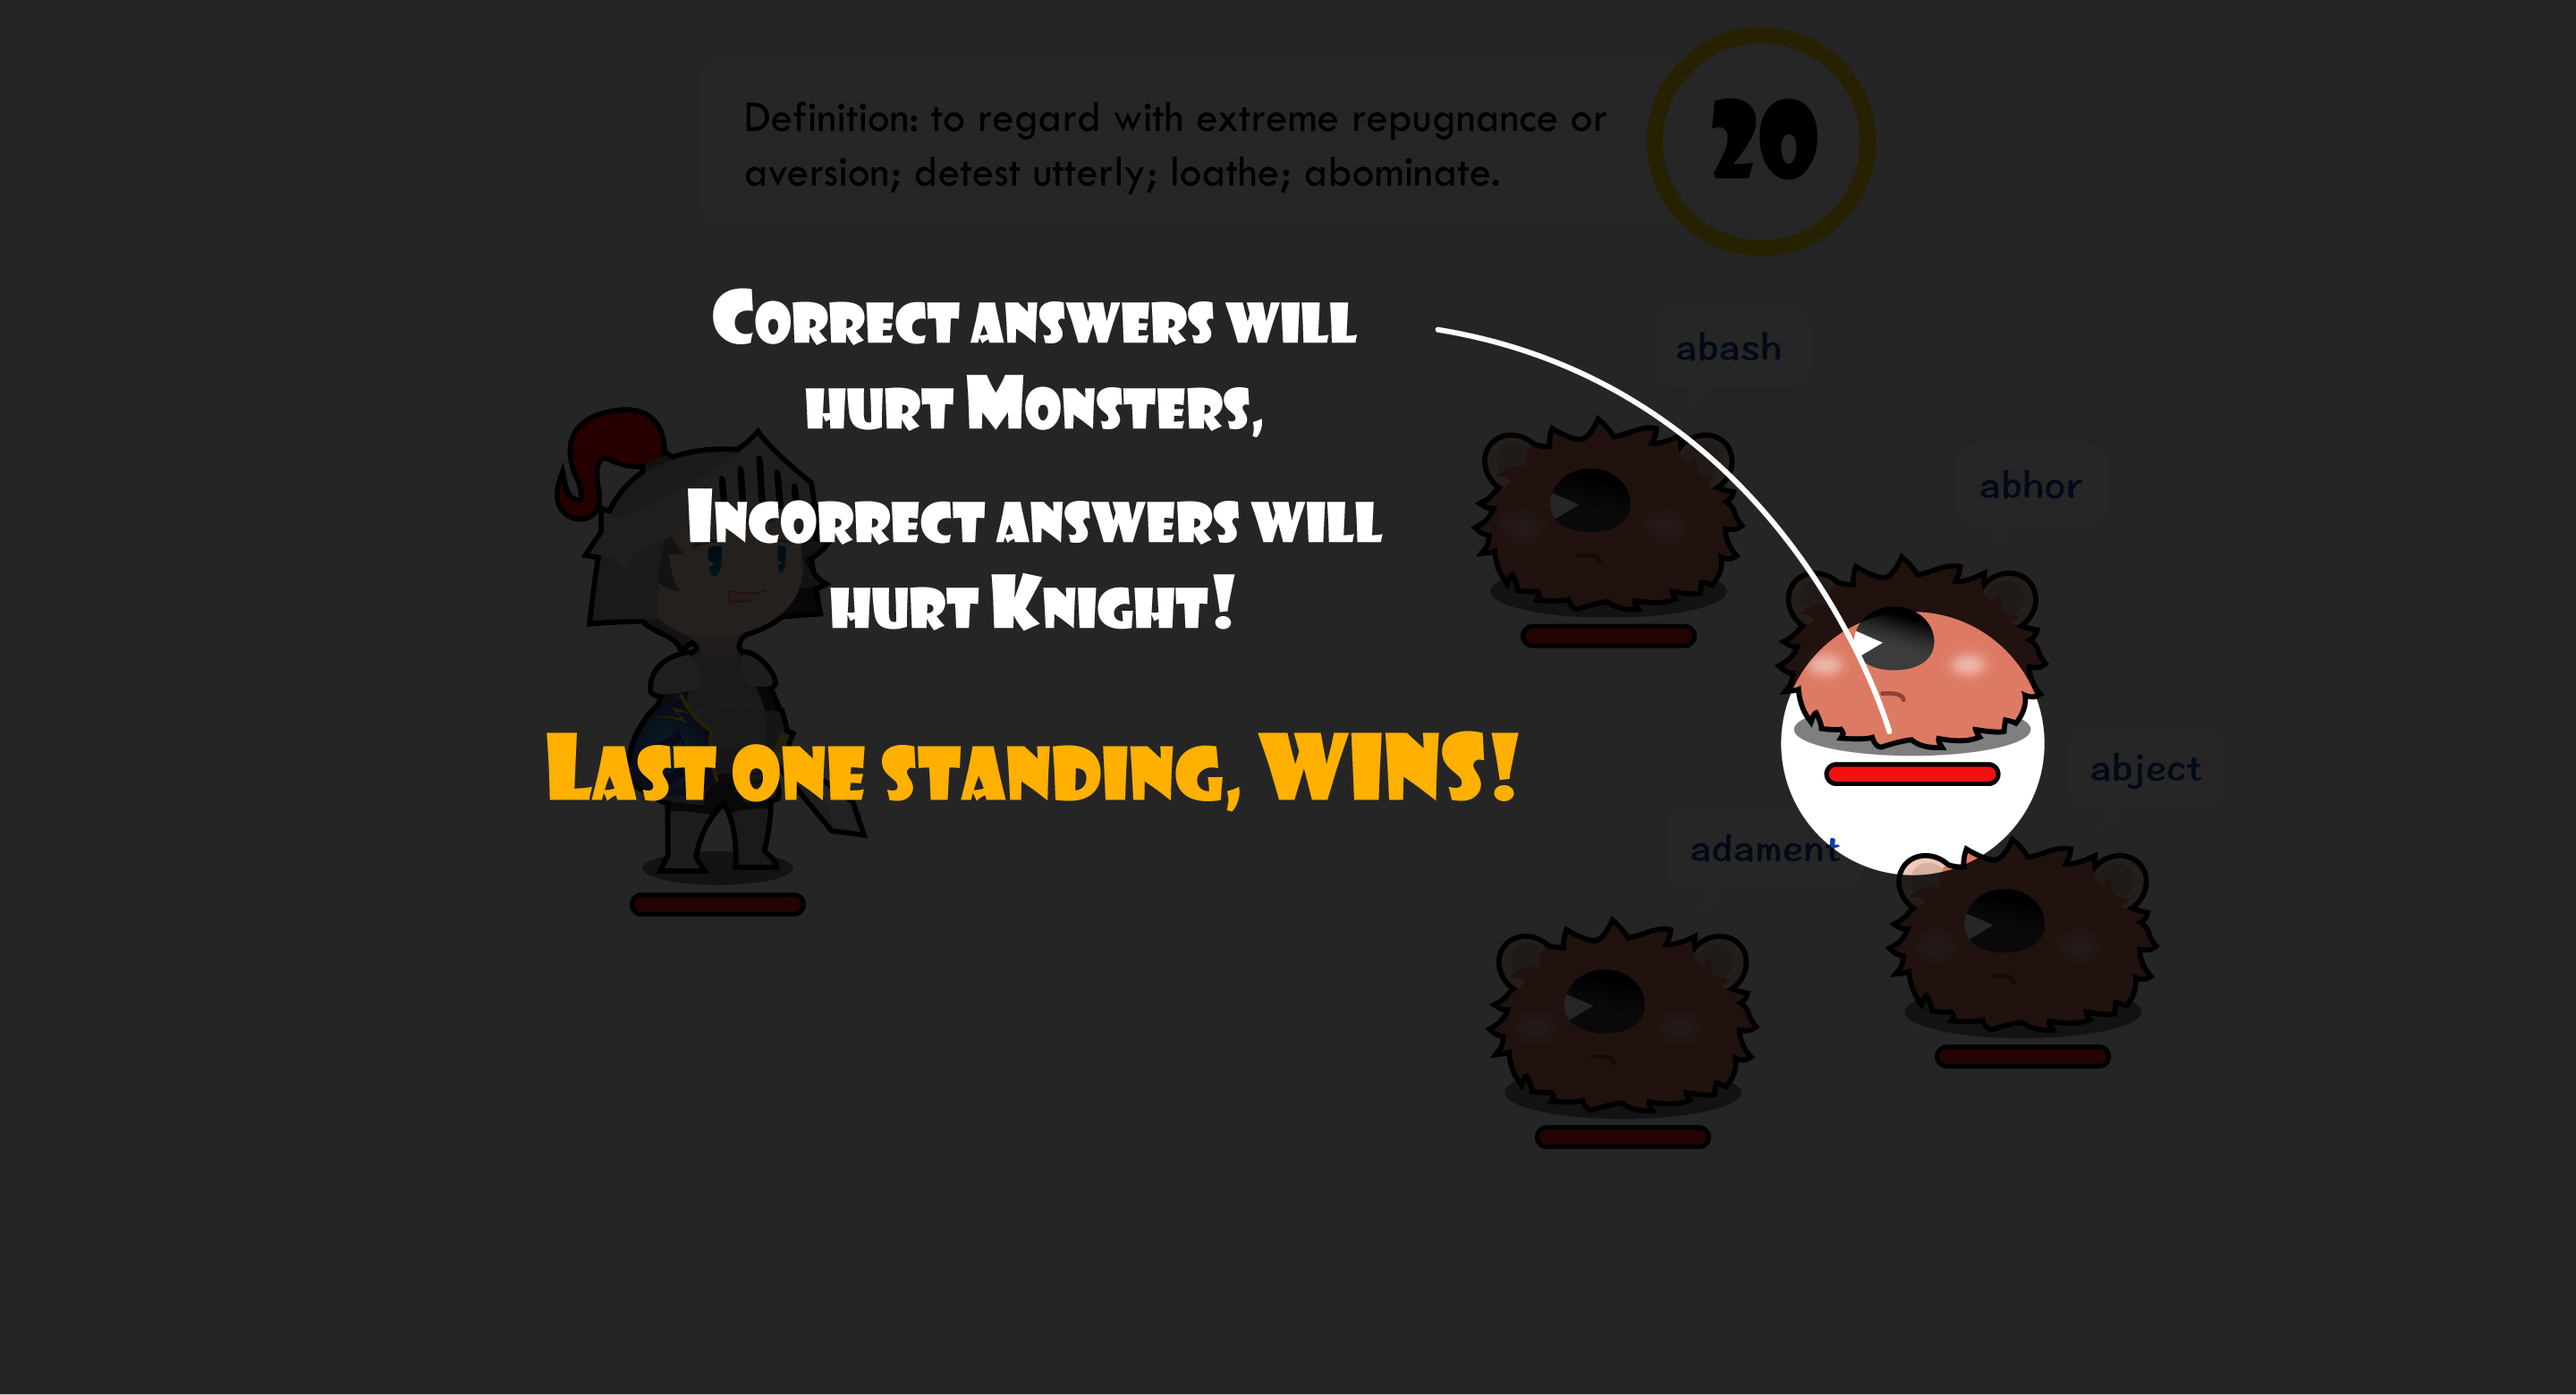 Definition: to regard with extreme repugnance or
aversion; detest utterly; loathe; abominate.
20
Correct answers will
hurt Monsters,
Incorrect answers will
hurt Knight!
Last one standing, WINS!
abash
abhor
abject
adament